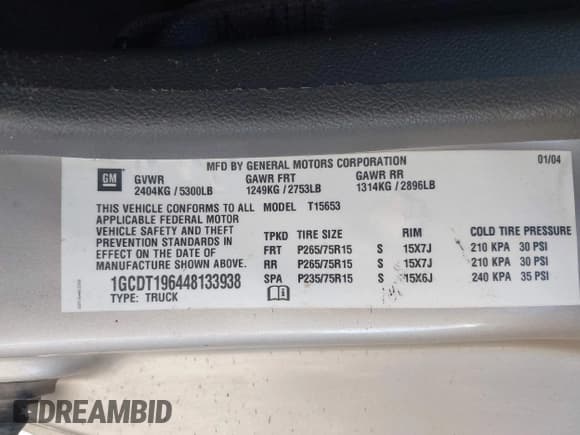 MFD BY GENERAL MOTORS CORPORATION 01/04
GM GVWR GAWR FRT GAWR RR
2404KG / 5300LB 1249KG / 2753LB 1314KG / 2896LB
THIS VEHICLE CONFORMS TO ALL MODEL T15653
APPLICABLE FEDERAL MOTOR
VEHICLE SAFETY AND THEFT
PREVENTION STANDARDS IN
EFFECT ON THE DATE OF
MANUFACTURE SHOWN ABOVE.
1GCDT196448133938
TYPE: TRUCK
TPKD TIRE SIZE RIM COLD TIRE PRESSURE
FRT P265/75R15 S 15X7J 210 KPA 30 PSI
RR P265/75R15 S 15X7J 210 KPA 30 PSI
SPA P235/75R15 S 15X6J 240 KPA 35 PSI
DREAMBID